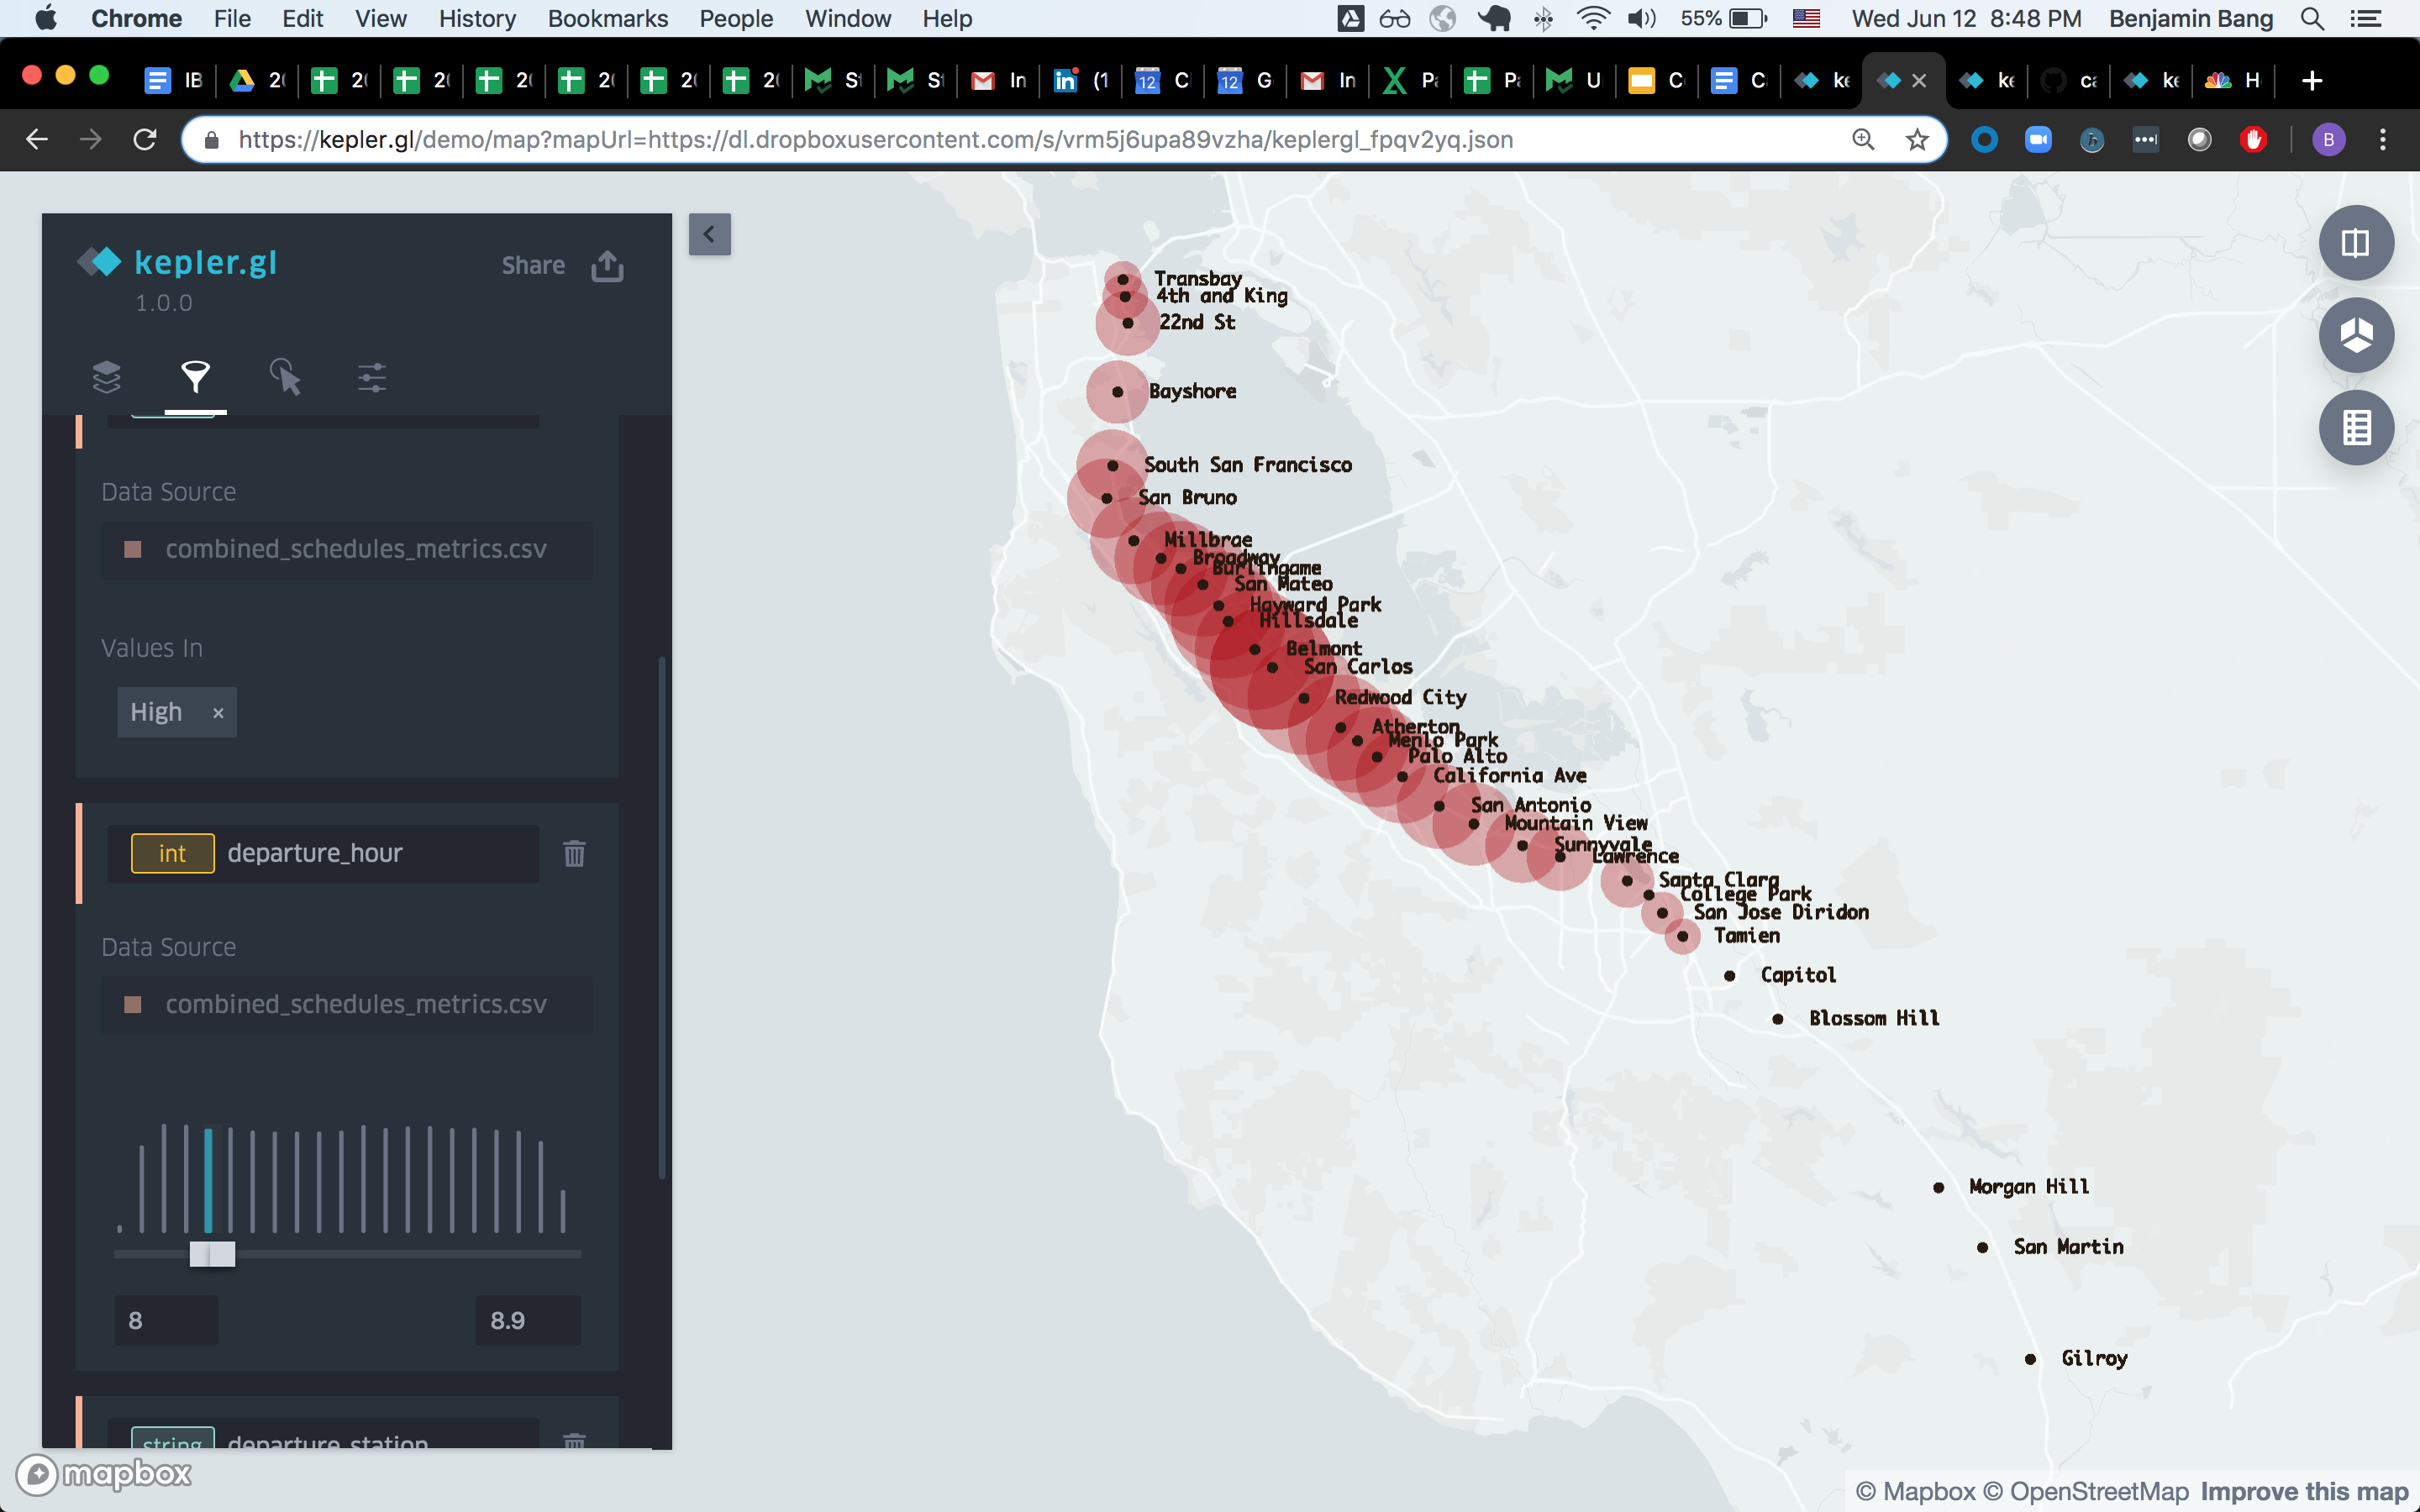 Chrome File Edit View History Bookmarks People Window Help 55% Wed Jun 12 8:48 PM Benjamin Bang
IB 2( 2( 2( 2( 2( 2( 2( S S In (1 12 C 12 G In P P U C C ke ke c ke H
https://kepler.gl/demo/map?mapUrl=https://dl.dropboxusercontent.com/s/vrm5j6upa89vzha/keplergl_fpqv2yq.json B
kepler.gl Share
1.0.0
Data Source
combined_schedules_metrics.csv
Values In
High ×
int departure_hour
Data Source
combined_schedules_metrics.csv
8 8.9
string departure_station
mapbox
Transbay
4th and King
22nd St
Bayshore
South San Francisco
San Bruno
Millbrae
Broadway
Burlingame
San Mateo
Hayward Park
Hillsdale
Belmont
San Carlos
Redwood City
Atherton
Menlo Park
Palo Alto
California Ave
San Antonio
Mountain View
Sunnyvale
Lawrence
Santa Clara
College Park
San Jose Diridon
Tamien
Capitol
Blossom Hill
Morgan Hill
San Martin
Gilroy
© Mapbox © OpenStreetMap Improve this map